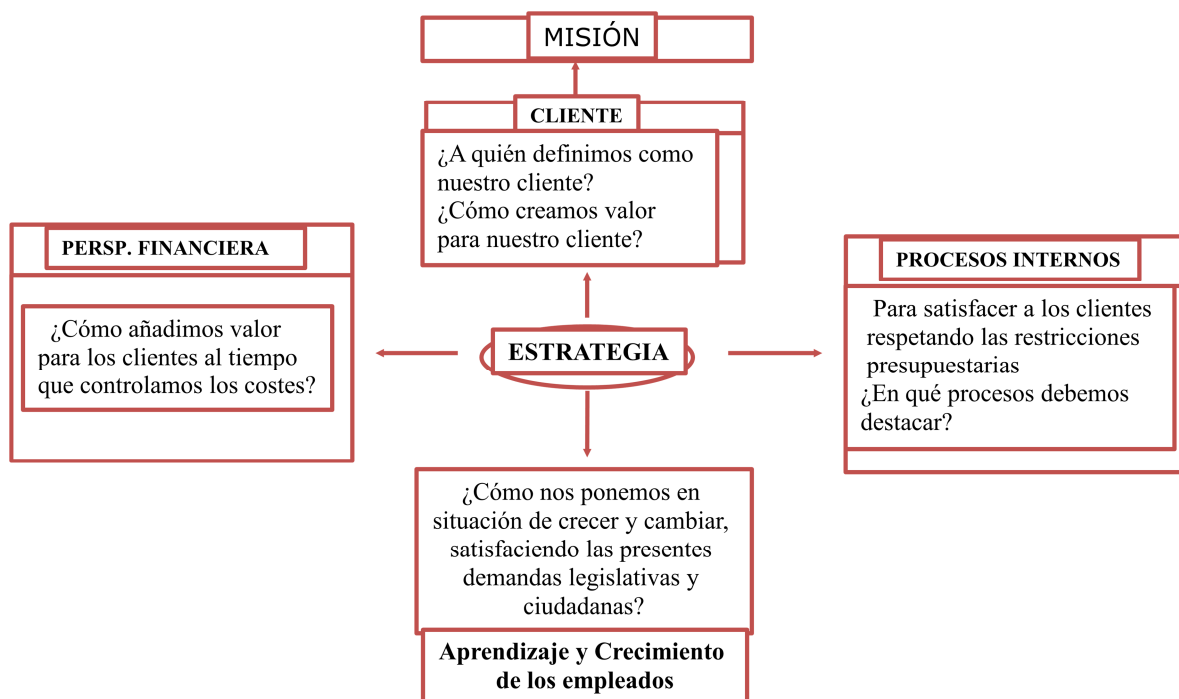 MISIÓN
CLIENTE
¿A quién definimos como
nuestro cliente?
¿Cómo creamos valor
para nuestro cliente?
PERSP. FINANCIERA
¿Cómo añadimos valor
para los clientes al tiempo
que controlamos los costes?
ESTRATEGIA
PROCESOS INTERNOS
Para satisfacer a los clientes
respetando las restricciones
presupuestarias
¿En qué procesos debemos
destacar?
¿Cómo nos ponemos en
situación de crecer y cambiar,
satisfaciendo las presentes
demandas legislativas y
ciudadanas?
Aprendizaje y Crecimiento
de los empleados